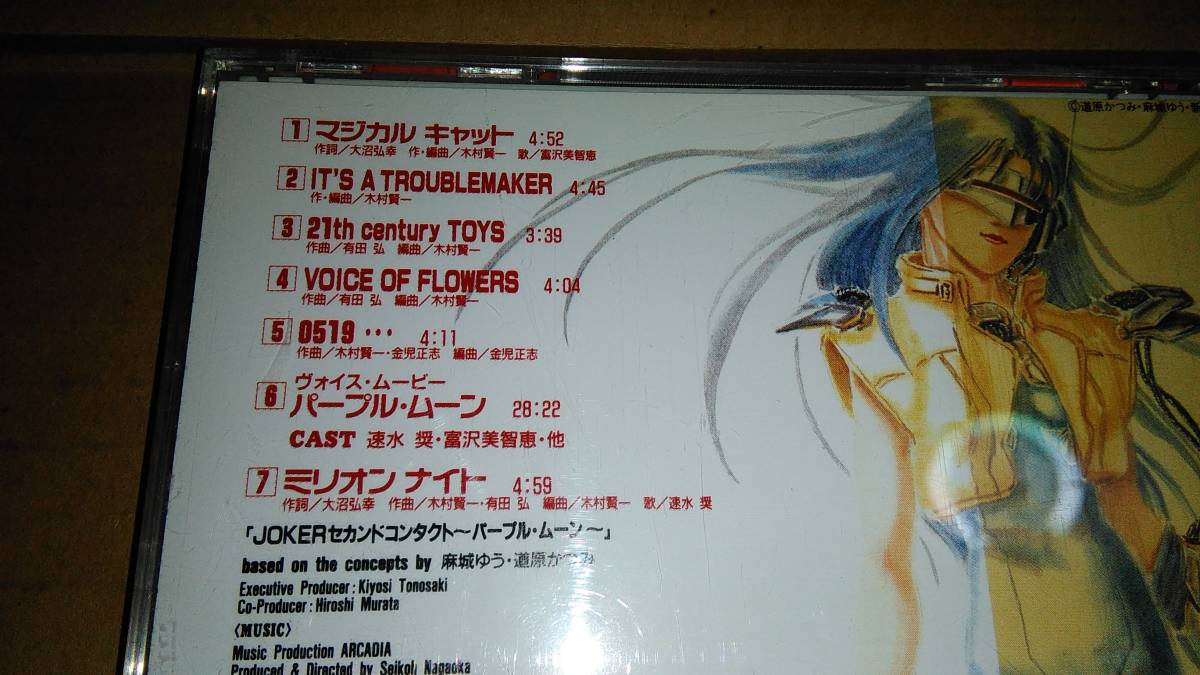 ©道原かつみ・麻城ゆう・
1 マジカル キャット 4:52
作詞／大沼弘幸 作・編曲／木村賢一 歌／富沢美智恵
2 IT'S A TROUBLEMAKER 4:45
作・編曲／木村賢一
3 21th century TOYS 3:39
作曲／有田 弘 編曲／木村賢一
4 VOICE OF FLOWERS 4:04
作曲／有田 弘 編曲／木村賢一
5 0519 ･･･ 4:11
作曲／木村賢一・金児正志 編曲／金児正志
ヴォイス・ムービー
6 パープル・ムーン 28:22
CAST 速水 奨・富沢美智恵・他
7 ミリオン ナイト 4:59
作詞／大沼弘幸 作曲／木村賢一・有田 弘 編曲／木村賢一 歌／速水 奨
「JOKERセカンドコンタクト～パープル・ムーン～」
based on the concepts by 麻城ゆう・道原かつみ
Executive Producer : Kiyosi Tonosaki
Co-Producer : Hiroshi Murata
〈MUSIC〉
Music Production ARCADIA
Produced & Directed by Seikoh Nagaoka